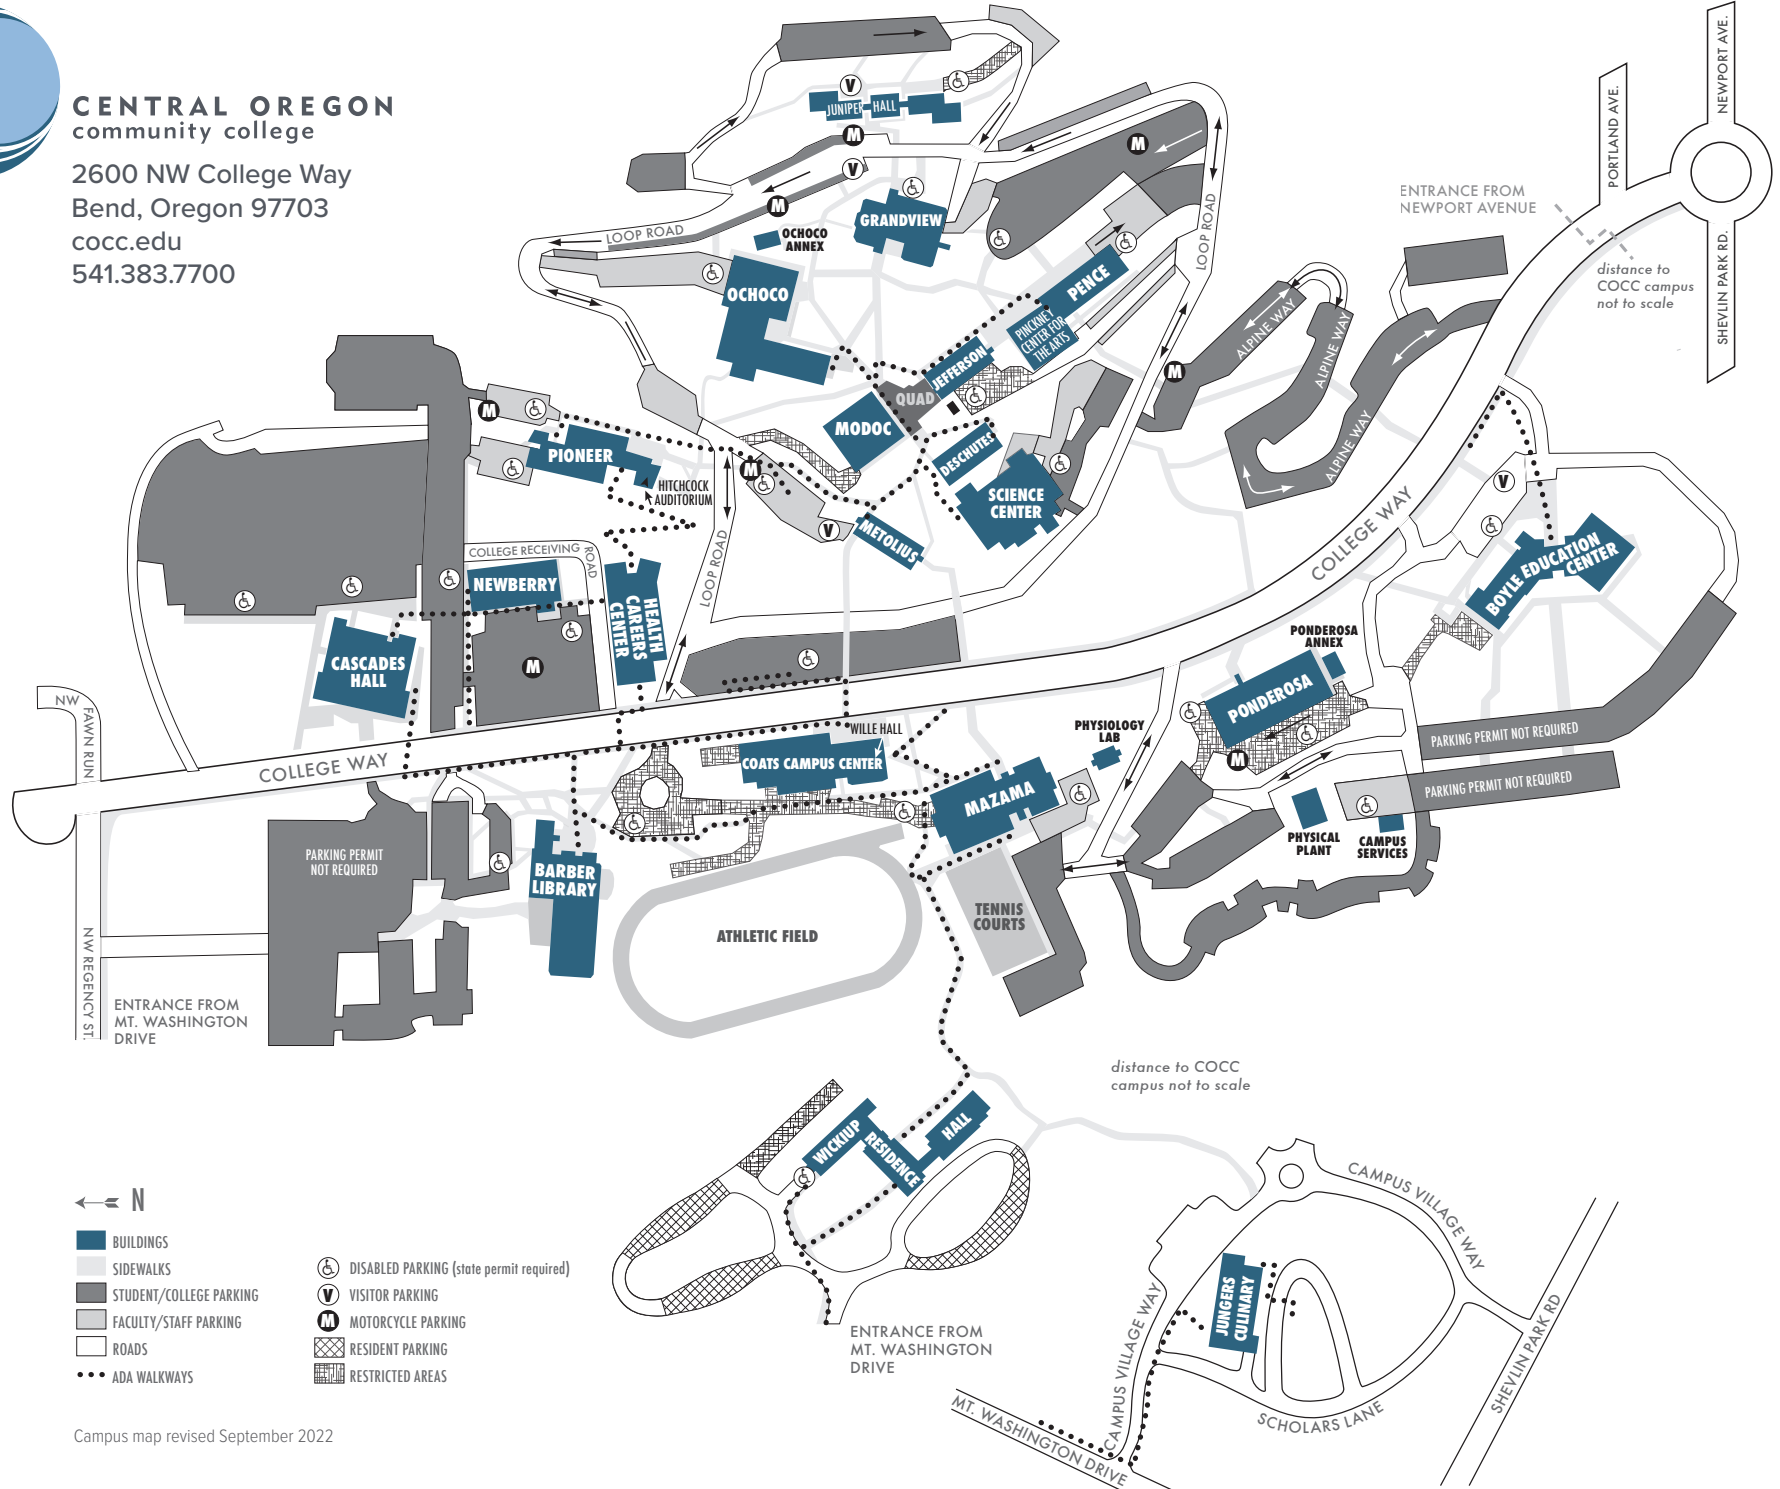 CENTRAL OREGON
community college
2600 NW College Way
Bend, Oregon 97703
cocc.edu
541.383.7700
V
JUNIPER HALL
M
V
M
M
GRANDVIEW
LOOP ROAD
OCHOCO
ANNEX
OCHOCO
PENCE
PINCKNEY
CENTER FOR
THE ARTS
LOOP ROAD
JEFFERSON
QUAD
MODOC
DESCHUTES
SCIENCE
CENTER
METOLIUS
M
V
M
PIONEER
HITCHCOCK
AUDITORIUM
LOOP ROAD
M
ALPINE WAY
ALPINE WAY
ALPINE WAY
ENTRANCE FROM
NEWPORT AVENUE
PORTLAND AVE.
NEWPORT AVE.
SHEVLIN PARK RD.
distance to
COCC campus
not to scale
COLLEGE WAY
V
BOYLE EDUCATION
CENTER
COLLEGE RECEIVING
ROAD
NEWBERRY
HEALTH
CAREERS
CENTER
M
CASCADES
HALL
NW
FAWN RUN
COLLEGE WAY
WILLE HALL
COATS CAMPUS CENTER
MAZAMA
PHYSIOLOGY
LAB
PONDEROSA
ANNEX
PONDEROSA
M
PARKING PERMIT NOT REQUIRED
PARKING PERMIT NOT REQUIRED
PHYSICAL
PLANT
CAMPUS
SERVICES
PARKING PERMIT
NOT REQUIRED
BARBER
LIBRARY
ATHLETIC FIELD
TENNIS
COURTS
NW REGENCY ST.
ENTRANCE FROM
MT. WASHINGTON
DRIVE
distance to COCC
campus not to scale
WICKIUP
RESIDENCE
HALL
ENTRANCE FROM
MT. WASHINGTON
DRIVE
CAMPUS VILLAGE WAY
JUNGERS
CULINARY
CAMPUS VILLAGE WAY
SCHOLARS LANE
SHEVLIN PARK RD
MT. WASHINGTON DRIVE
N
BUILDINGS
SIDEWALKS
STUDENT/COLLEGE PARKING
FACULTY/STAFF PARKING
ROADS
ADA WALKWAYS
DISABLED PARKING (state permit required)
V VISITOR PARKING
M MOTORCYCLE PARKING
RESIDENT PARKING
RESTRICTED AREAS
Campus map revised September 2022